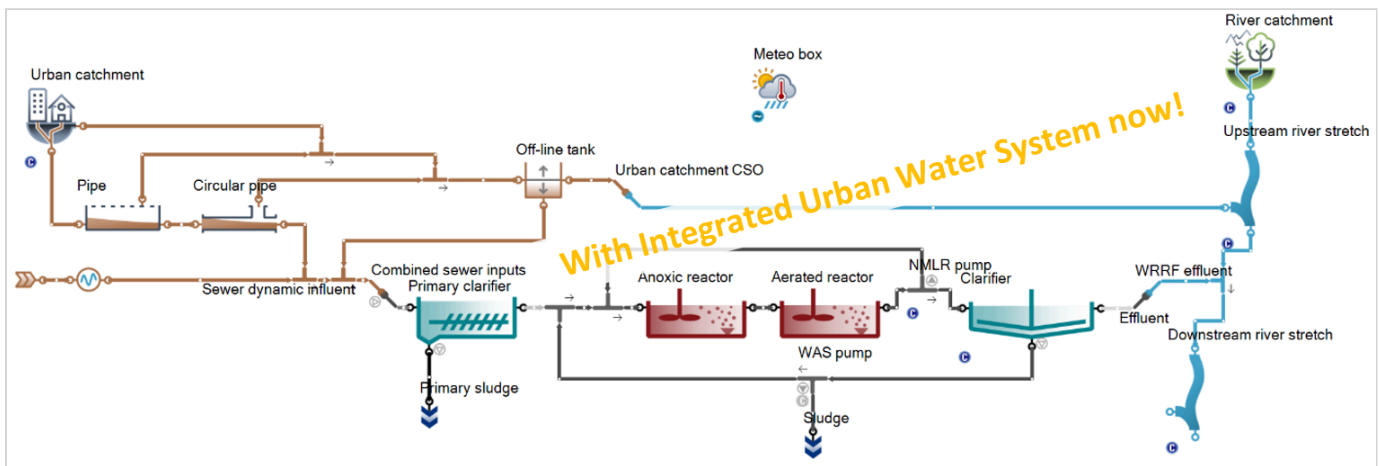 River catchment
Meteo box
Urban catchment
With Integrated Urban Water System now!
Upstream river stretch
Off-line tank
Urban catchment CSO
Pipe
Circular pipe
Combined sewer inputs
Primary clarifier
Sewer dynamic influent
Anoxic reactor
Aerated reactor
NMLR pump
Clarifier
WRRF effluent
Effluent
Downstream river stretch
WAS pump
Primary sludge
Sludge